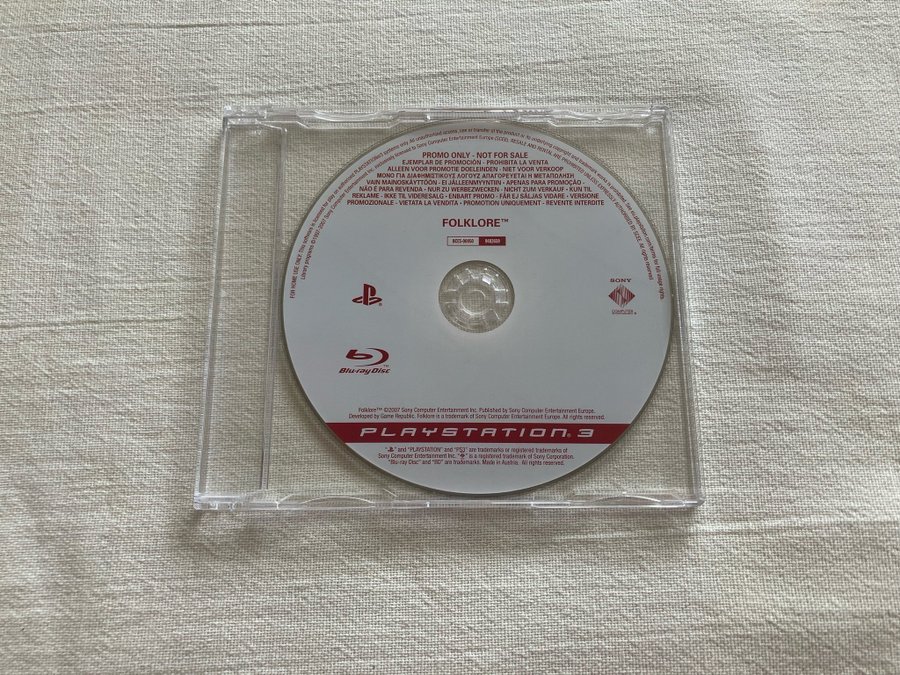 PROMO ONLY - NOT FOR SALE
EJEMPLAR DE PROMOCIÓN - PROHIBITA LA VENTA
ALLEEN VOOR PROMOTIE DOELEINDEN - NIET VOOR VERKOOP
ΜΟΝΟ ΓΙΑ ΔΙΑΦΗΜΙΣΤΙΚΟΥΣ ΛΟΓΟΥΣ ΑΠΑΓΟΡΕΥΕΤΑΙ Η ΜΕΤΑΠΩΛΗΣΗ
VAIN MAINOSKÄYTTÖÖN - EI JÄLLEENMYYNTIIN - APENAS PARA PROMOÇÃO -
NÃO É PARA REVENDA - NUR ZU WERBEZWECKEN - NICHT ZUM VERKAUF - KUN TIL
REKLAME - IKKE TIL VIDERESALG - ENBART PROMO - FÅR EJ SÄLJAS VIDARE - VERSIONE
PROMOZIONALE - VIETATA LA VENDITA - PROMOTION UNIQUEMENT - REVENTE INTERDITE
FOLKLORE™
SONY
COMPUTER
Blu-ray Disc™
Folklore™ ©2007 Sony Computer Entertainment Inc. Published by Sony Computer Entertainment Europe.
Developed by Game Republic. Folklore is a trademark of Sony Computer Entertainment Europe. All rights reserved.
PLAYSTATION®3
" " and "PLAYSTATION" and "PS3" are trademarks or registered trademarks of
Sony Computer Entertainment Inc. " " is a registered trademark of Sony Corporation.
"Blu-ray Disc" and "BD" are trademarks. Made in Austria. All rights reserved.